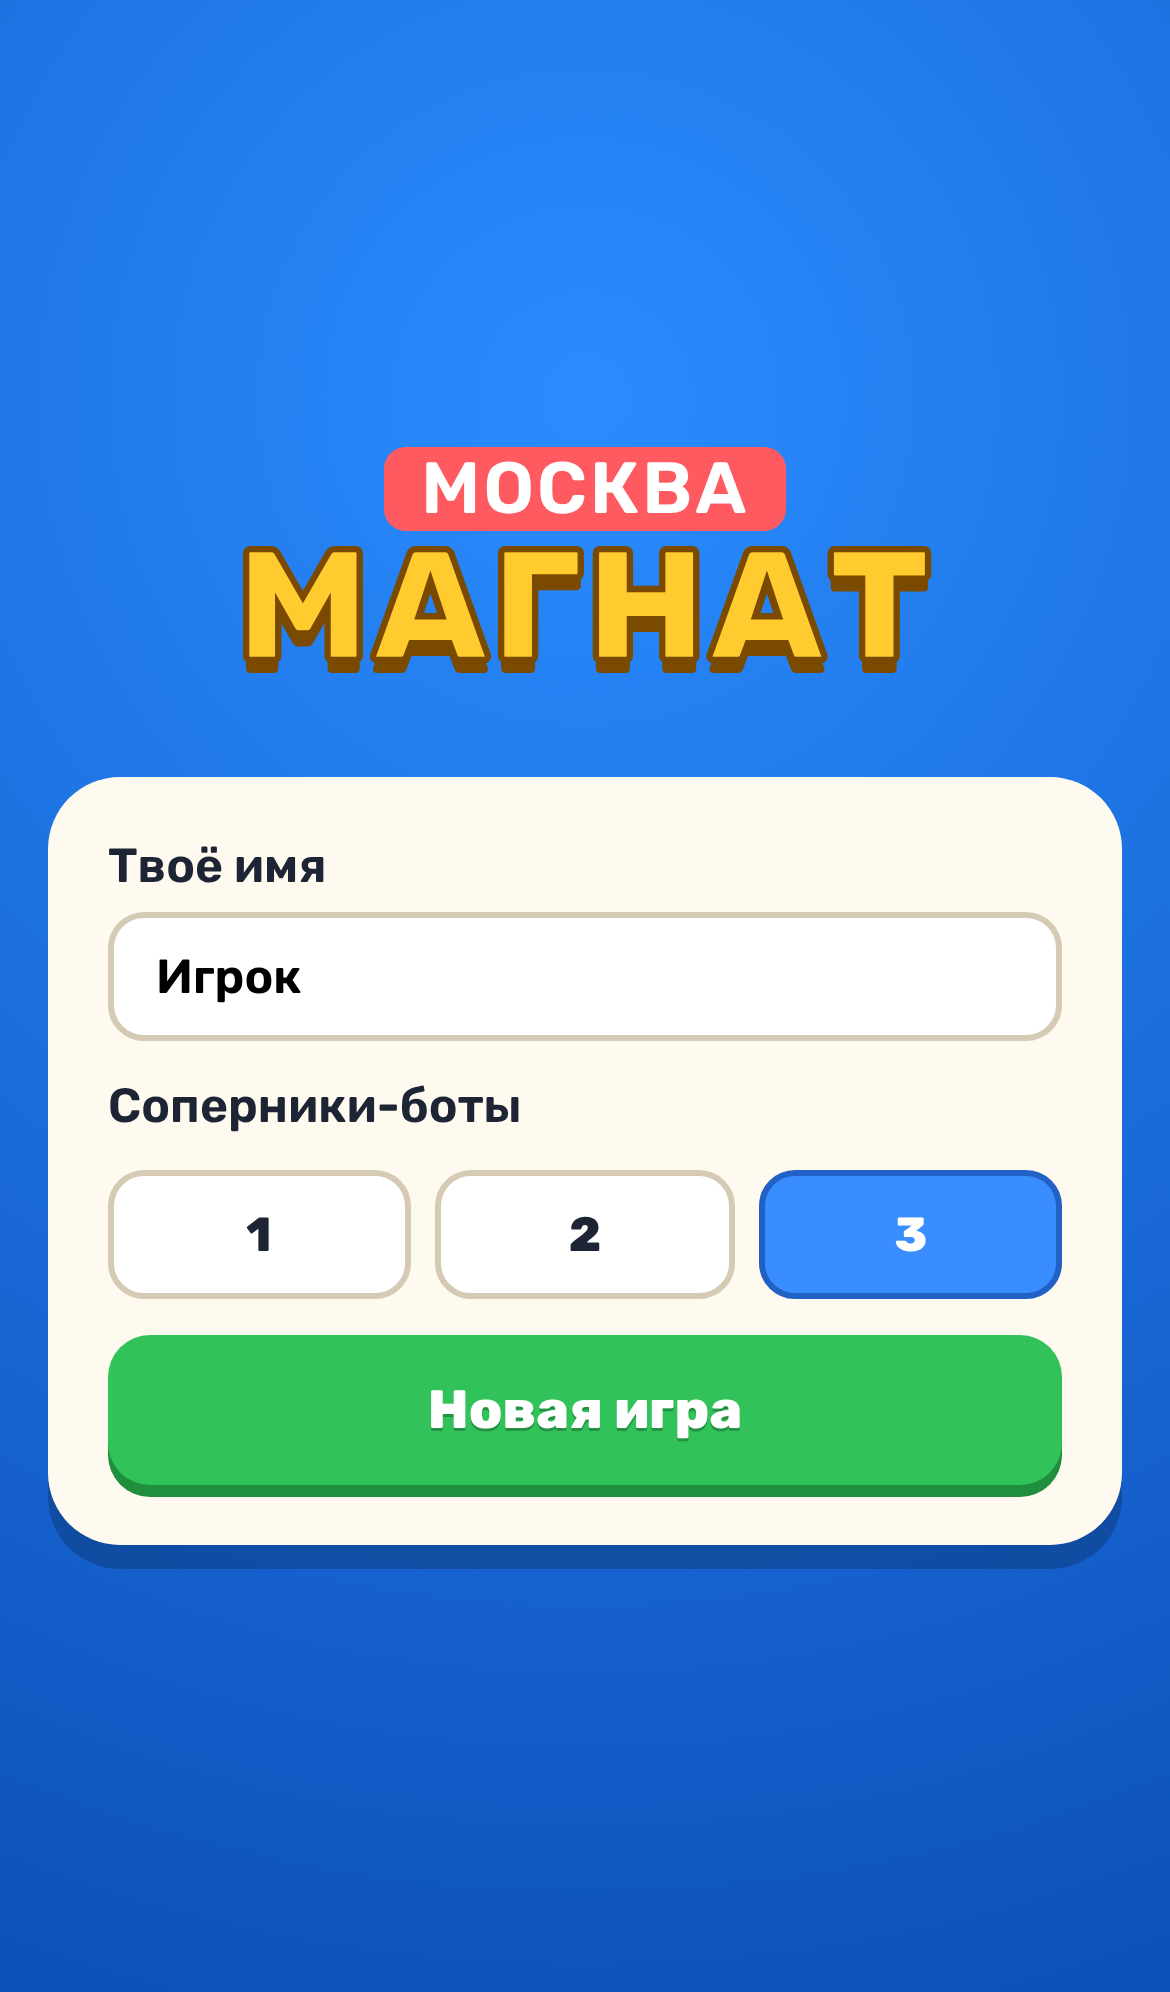 МОСКВА
МАГНАТ
Твоё имя
Игрок
Соперники-боты
1 2 3
Новая игра